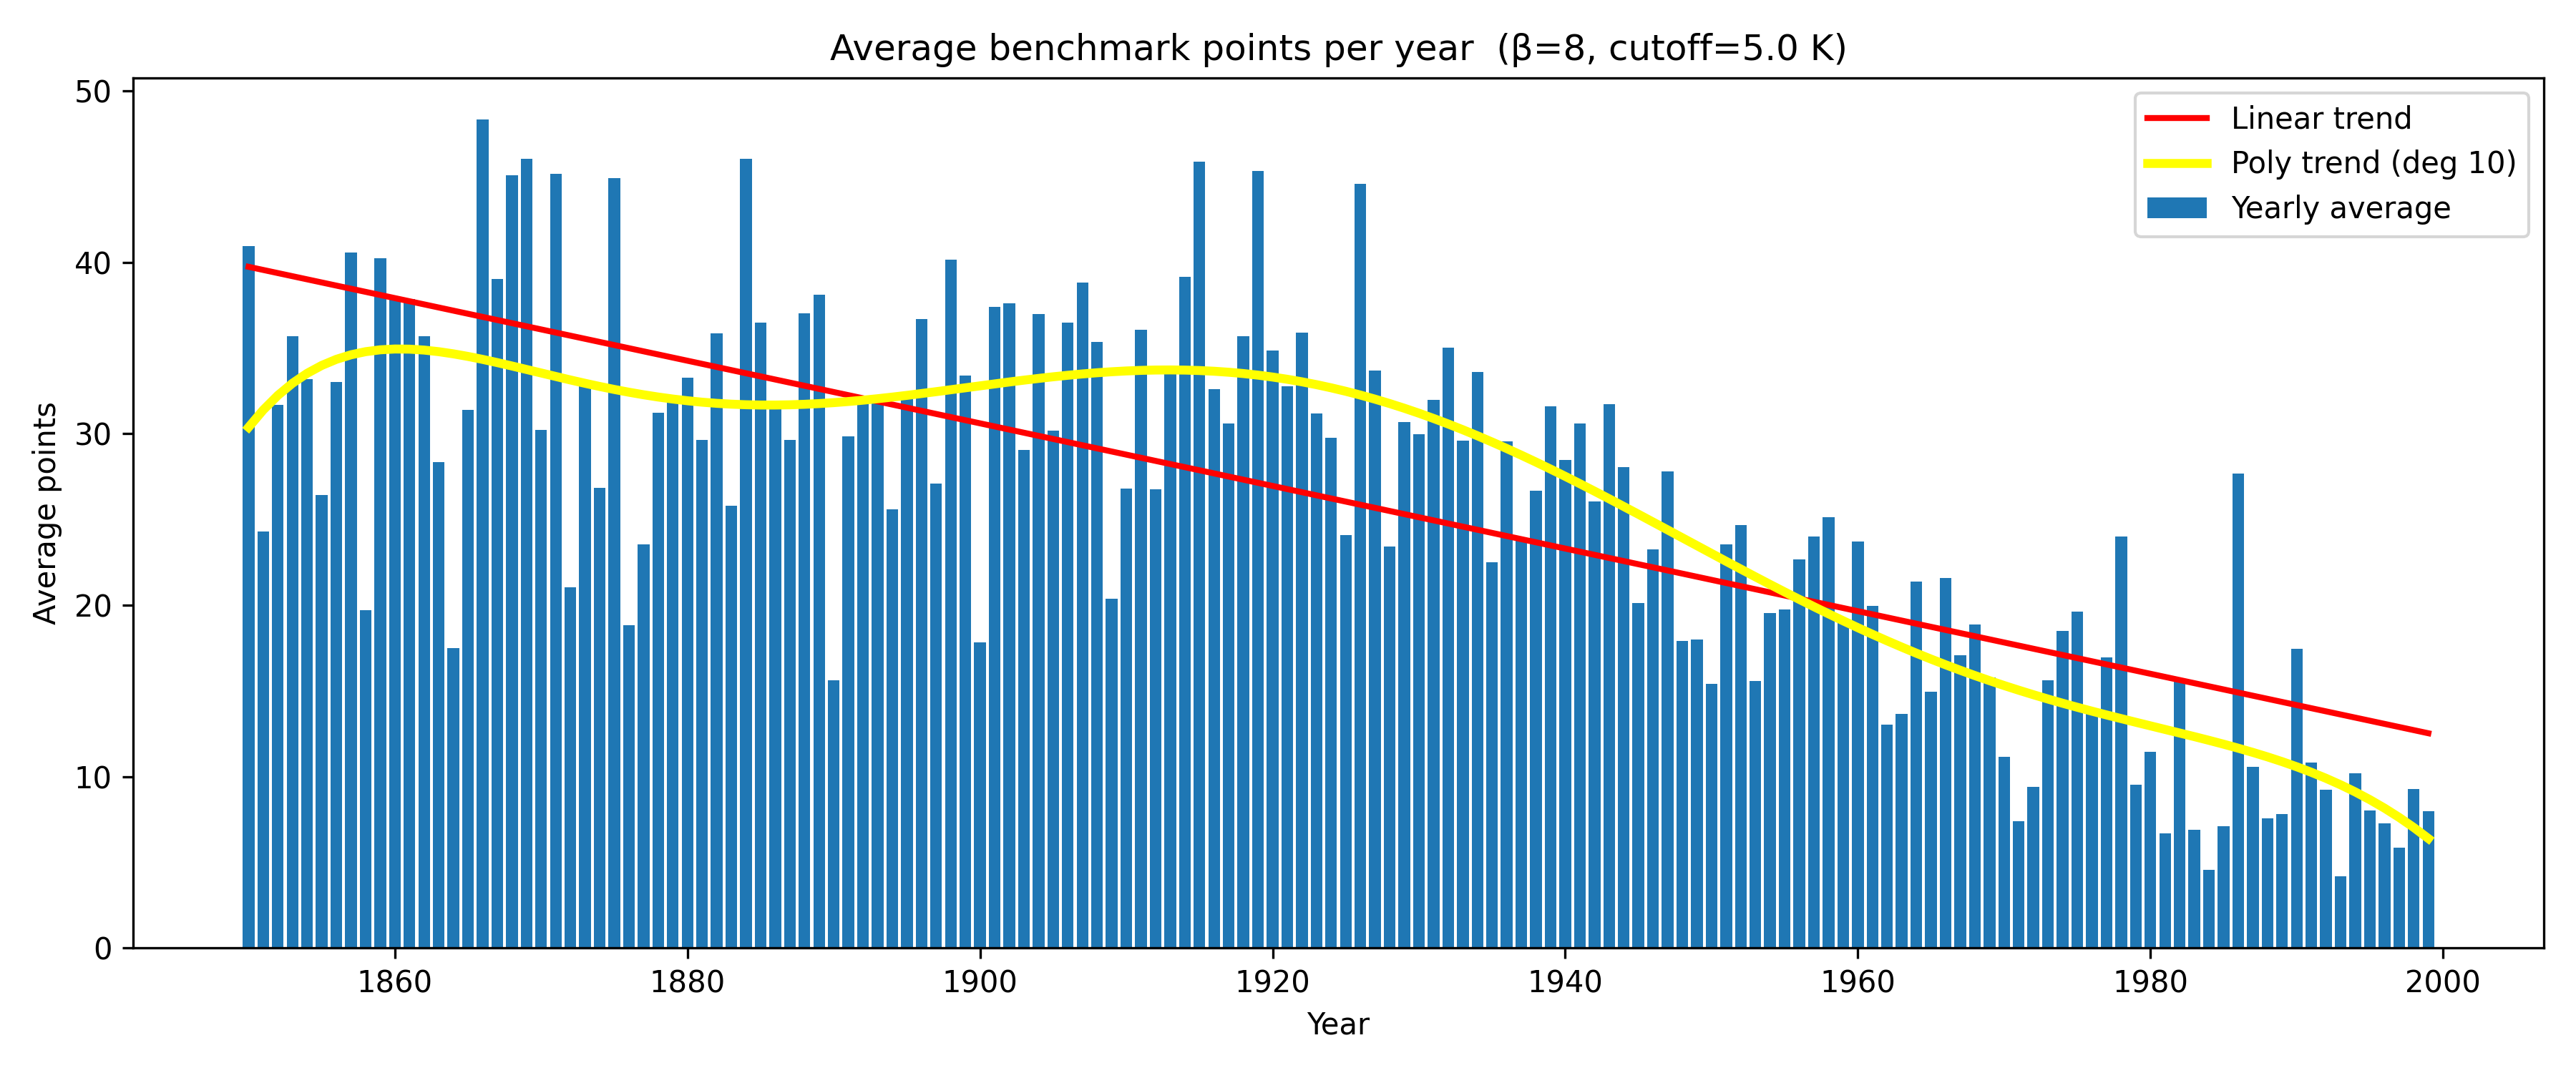 Average benchmark points per year  (β=8, cutoff=5.0 K)
Linear trend
Poly trend (deg 10)
Yearly average
Average points
50
40
30
20
10
0
1860 1880 1900 1920 1940 1960 1980 2000
Year